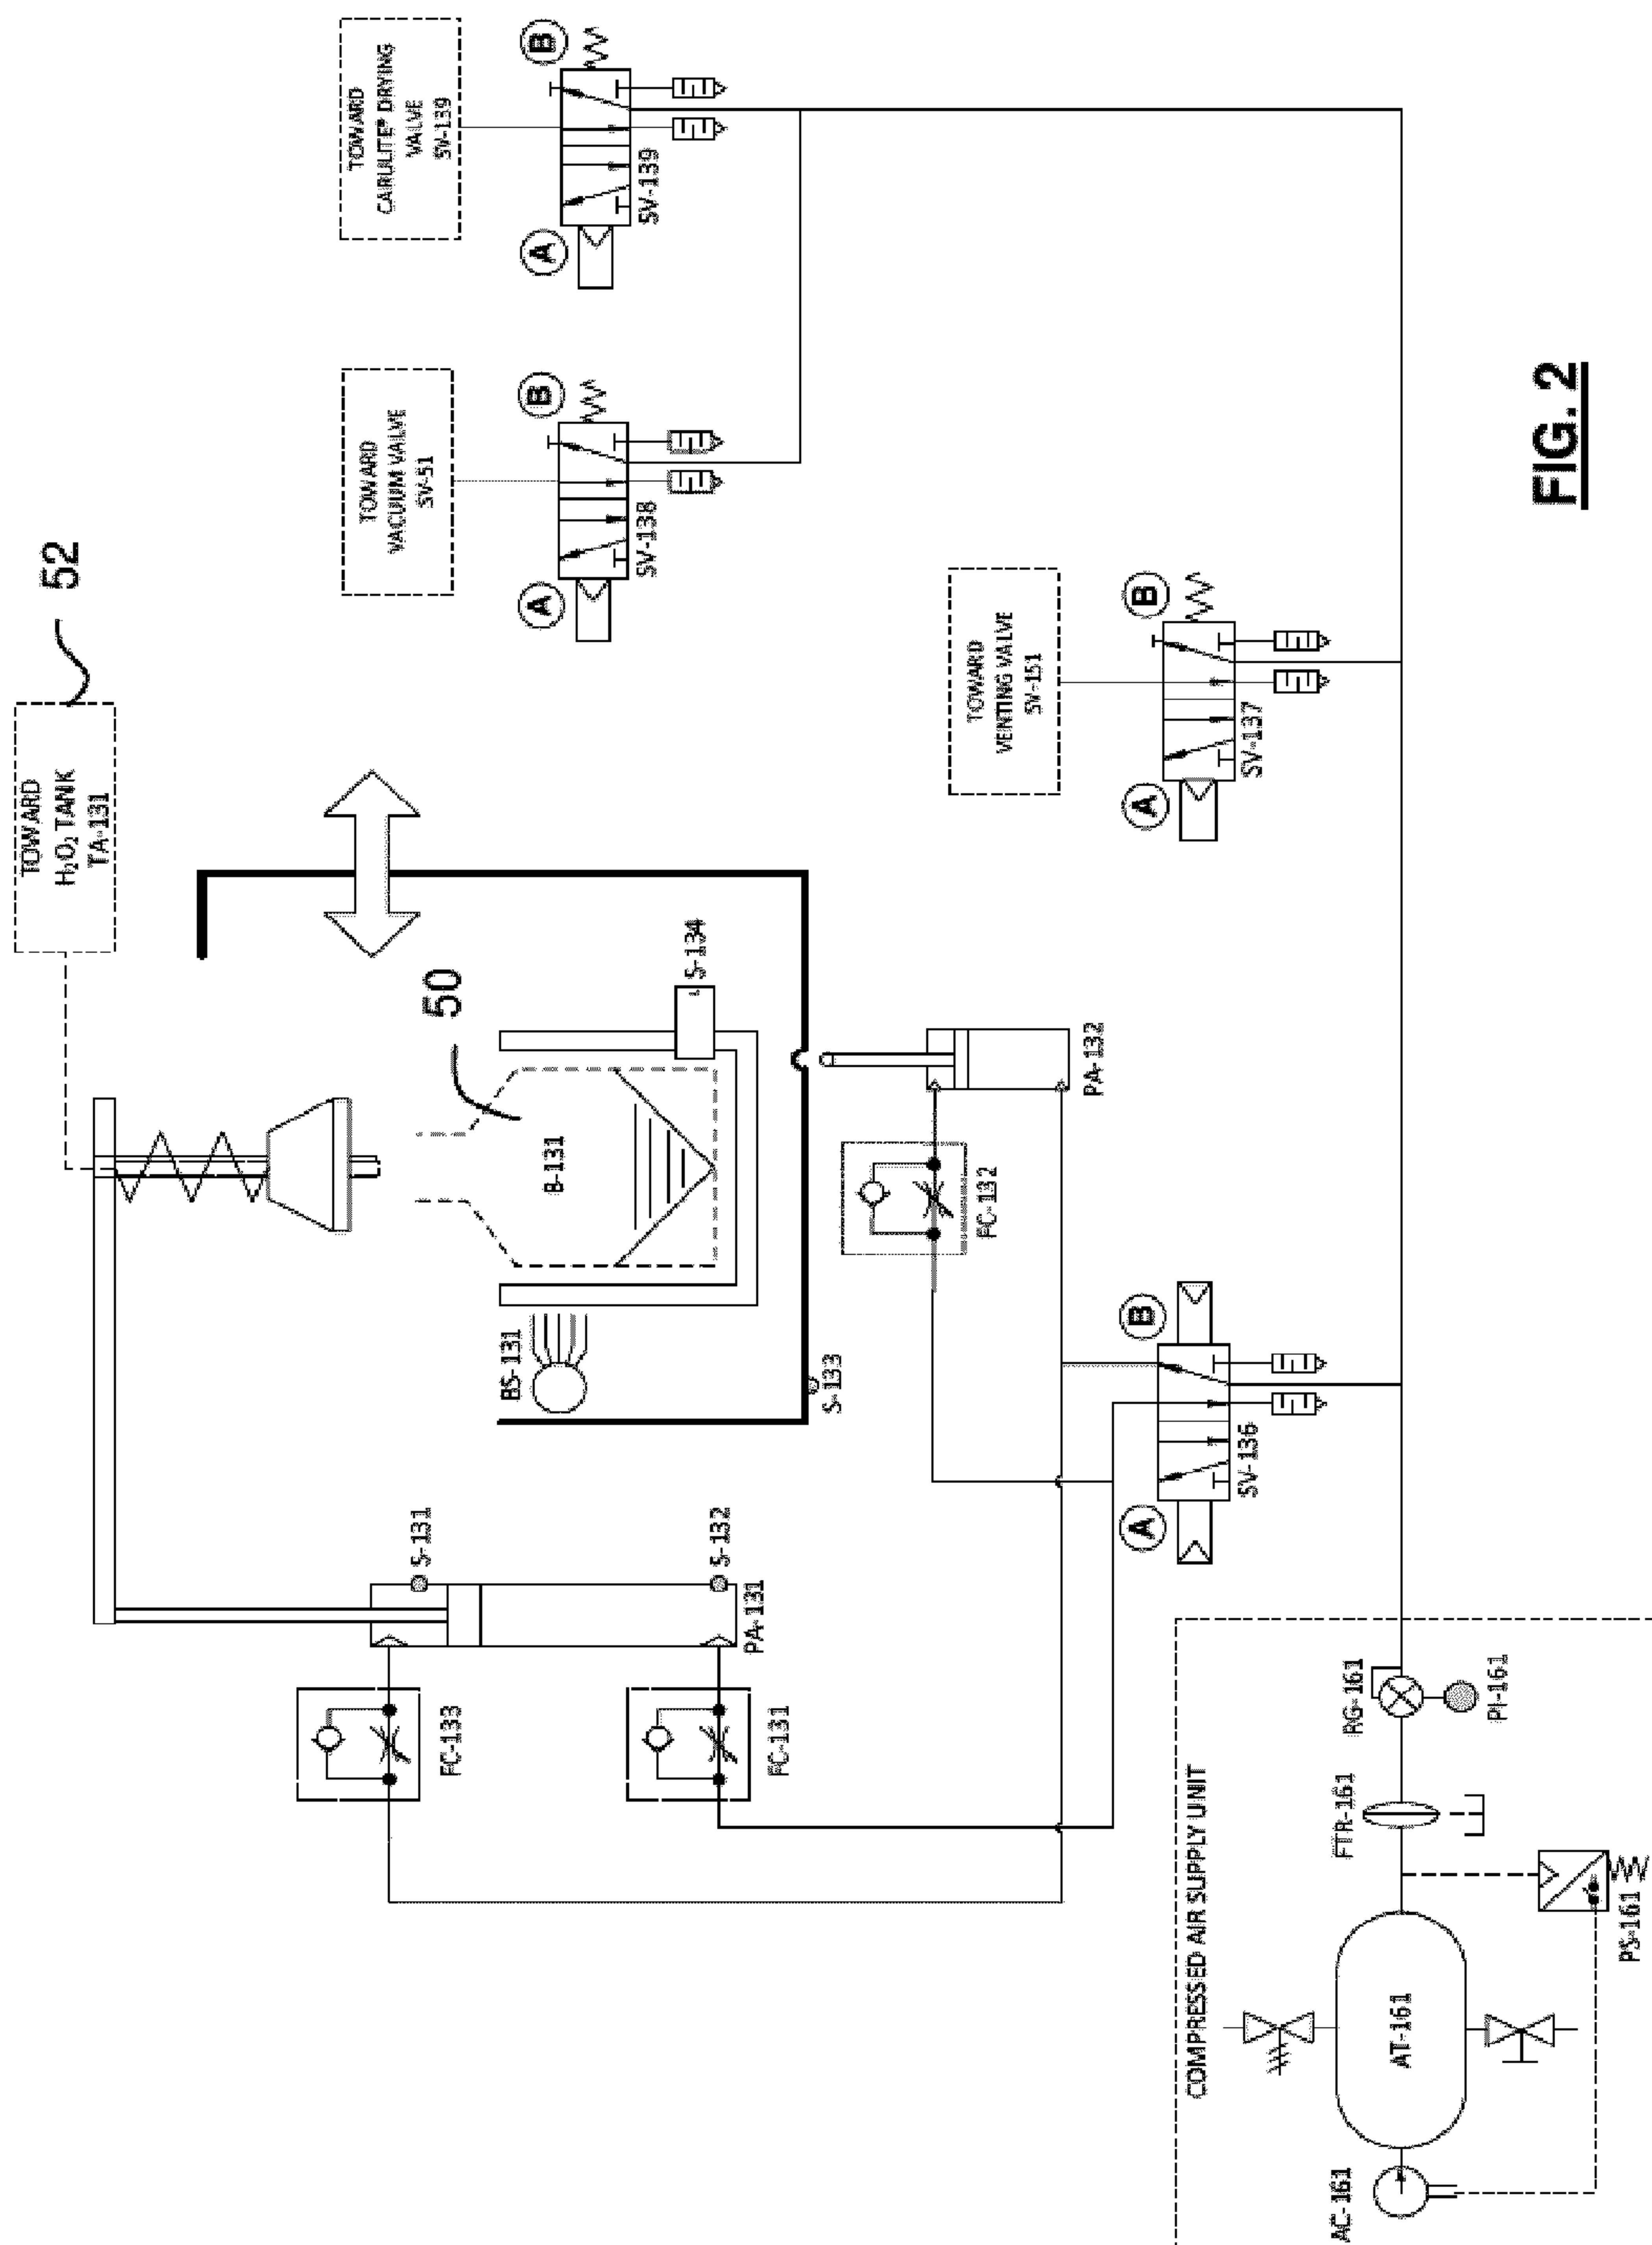 TOWARD
H₂O₂ TANK
TA-131
52
TOWARD
CARULITE® DRYING
VALVE
SV-139
B
A
SV-139
TOWARD
VACUUM VALVE
SV-51
B
A
SV-138
50
B-131
S-134
BS-131
S-133
S-131
S-132
PA-131
FC-133
FC-131
PA-132
FC-132
TOWARD
VENTING VALVE
SV-151
B
A
SV-137
B
A
SV-136
COMPRESSED AIR SUPPLY UNIT
AC-161
AT-161
PS-161
FTR-161
RG-161
PI-161
FIG. 2